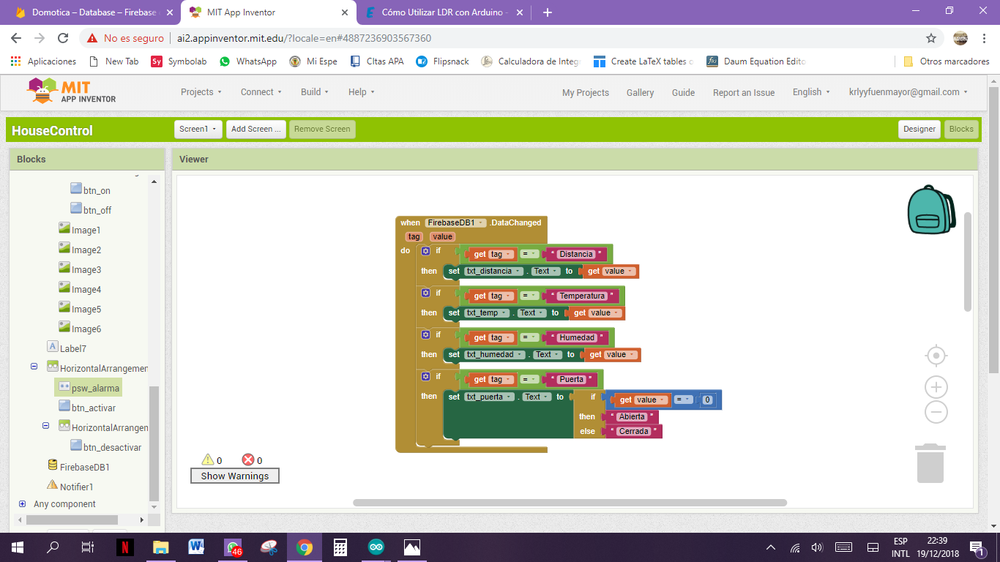 Domotica – Database – Firebase
MIT App Inventor
Cómo Utilizar LDR con Arduino -
No es seguro
ai2.appinventor.mit.edu/?locale=en#4887236903567360
Aplicaciones
New Tab
Sy Symbolab
WhatsApp
Mi Espe
CItas APA
Flipsnack
Calculadora de Integ
Create LaTeX tables
Daum Equation Edito
Otros marcadores
MIT
APP INVENTOR
Projects
Connect
Build
Help
My Projects
Gallery
Guide
Report an Issue
English
krlyyfuenmayor@gmail.com
HouseControl
Screen1
Add Screen ...
Remove Screen
Designer
Blocks
Blocks
Viewer
btn_on
btn_off
Image1
Image2
Image3
Image4
Image5
Image6
Label7
HorizontalArrangemen
psw_alarma
btn_activar
HorizontalArrangen
btn_desactivar
FirebaseDB1
Notifier1
Any component
when FirebaseDB1 .DataChanged
tag value
do if get tag = " Distancia "
then set txt_distancia . Text to get value
if get tag = " Temperatura "
then set txt_temp . Text to get value
if get tag = " Humedad "
then set txt_humedad . Text to get value
if get tag = " Puerta "
then set txt_puerta . Text to if get value = 0
then " Abierta "
else " Cerrada "
0 0
Show Warnings
46
ESP
INTL
22:39
19/12/2018
1